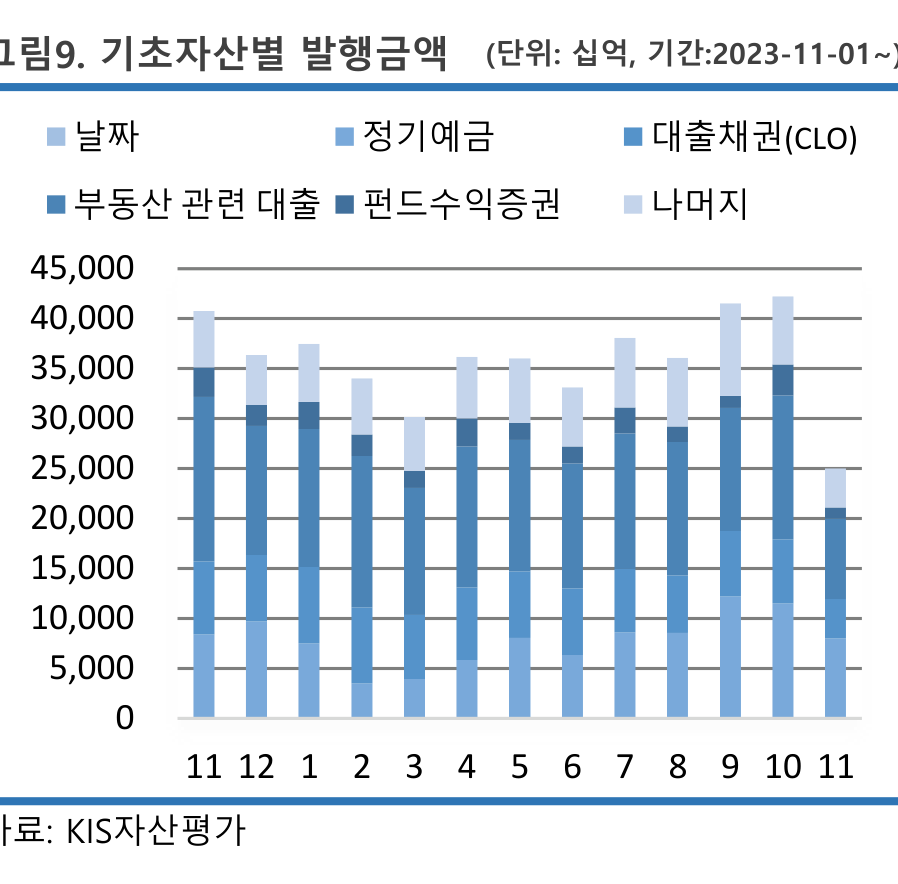 그림9. 기초자산별 발행금액 (단위: 십억, 기간:2023-11-01~)
날짜 정기예금 대출채권(CLO)
부동산 관련 대출 펀드수익증권 나머지
45,000
40,000
35,000
30,000
25,000
20,000
15,000
10,000
5,000
0
11 12 1 2 3 4 5 6 7 8 9 10 11
자료: KIS자산평가